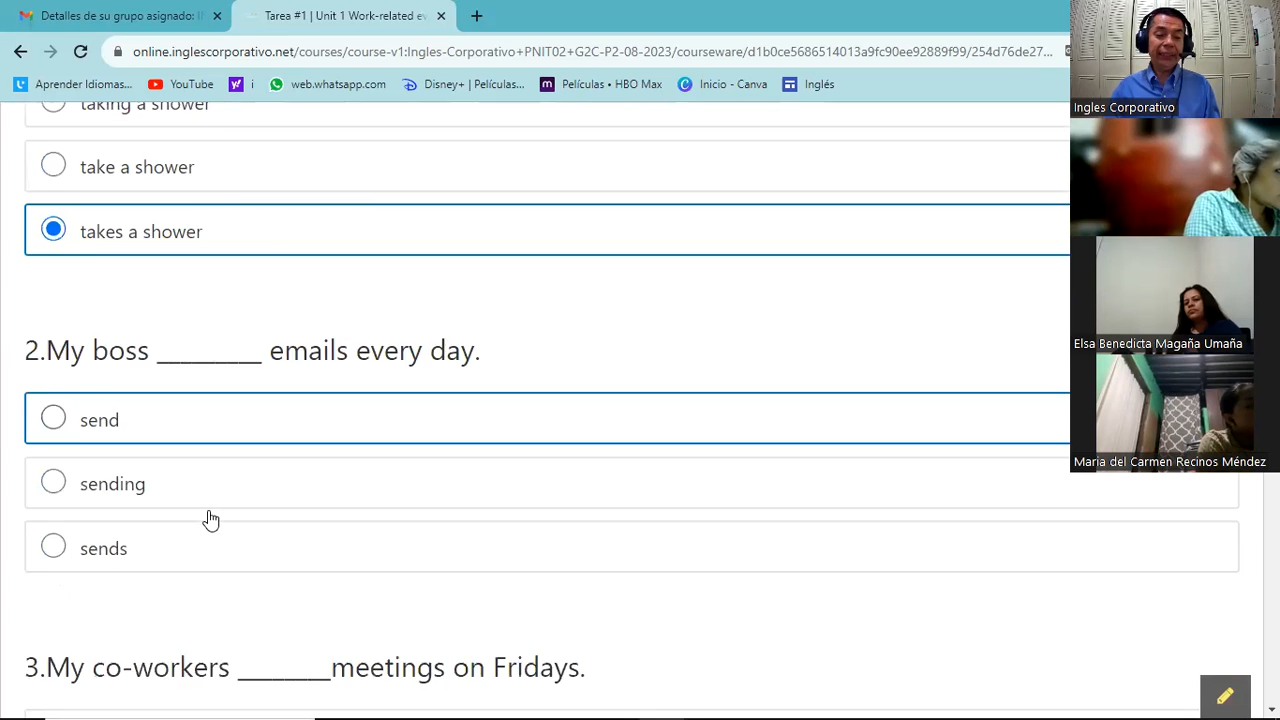 Detalles de su grupo asignado: I
Tarea #1 | Unit 1 Work-related ev
online.inglescorporativo.net/courses/course-v1:Ingles-Corporativo+PNIT02+G2C-P2-08-2023/courseware/d1b8ce5686514013a9fc90ee9289f99/254d76de27...
Aprender Idiomas...
YouTube
i
web.whatsapp.com
Disney+ | Películas...
Películas • HBO Max
Inicio - Canva
Inglés
taking a shower
take a shower
takes a shower
2.My boss _________ emails every day.
send
sending
sends
3.My co-workers ________meetings on Fridays.
Ingles Corporativo
Elsa Benedicta Magaña Umaña
Maria del Carmen Recinos Méndez